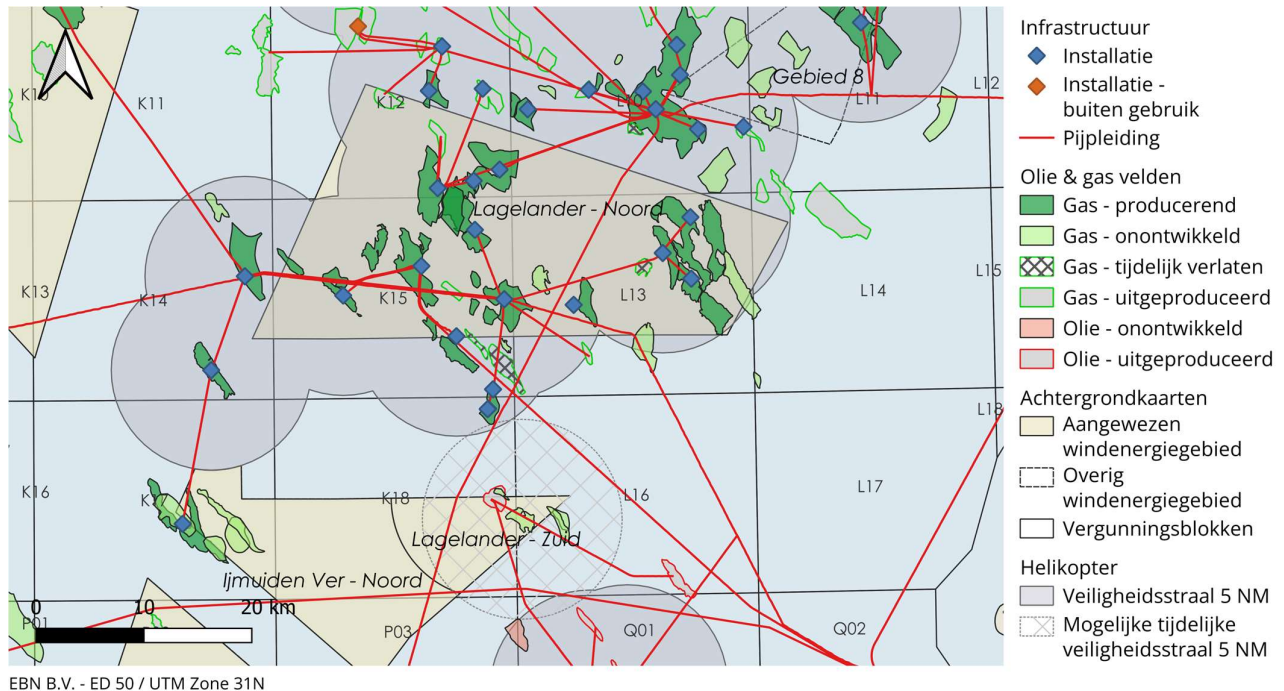 K10
K11
K12
L10
Gebied 8
L11
L12
Lagelander - Noord
K13
K14
K15
L13
L14
L15
K16
K18
L16
L17
L18
Lagelander - Zuid
Ijmuiden Ver - Noord
0 10 20 km
P01
P03
Q01
Q02
EBN B.V. - ED 50 / UTM Zone 31N
Infrastructuur
Installatie
Installatie -
buiten gebruik
Pijpleiding
Olie & gas velden
Gas - producerend
Gas - onontwikkeld
Gas - tijdelijk verlaten
Gas - uitgeproduceerd
Olie - onontwikkeld
Olie - uitgeproduceerd
Achtergrondkaarten
Aangewezen
windenergiegebied
Overig
windenergiegebied
Vergunningsblokken
Helikopter
Veiligheidsstraal 5 NM
Mogelijke tijdelijke
veiligheidsstraal 5 NM